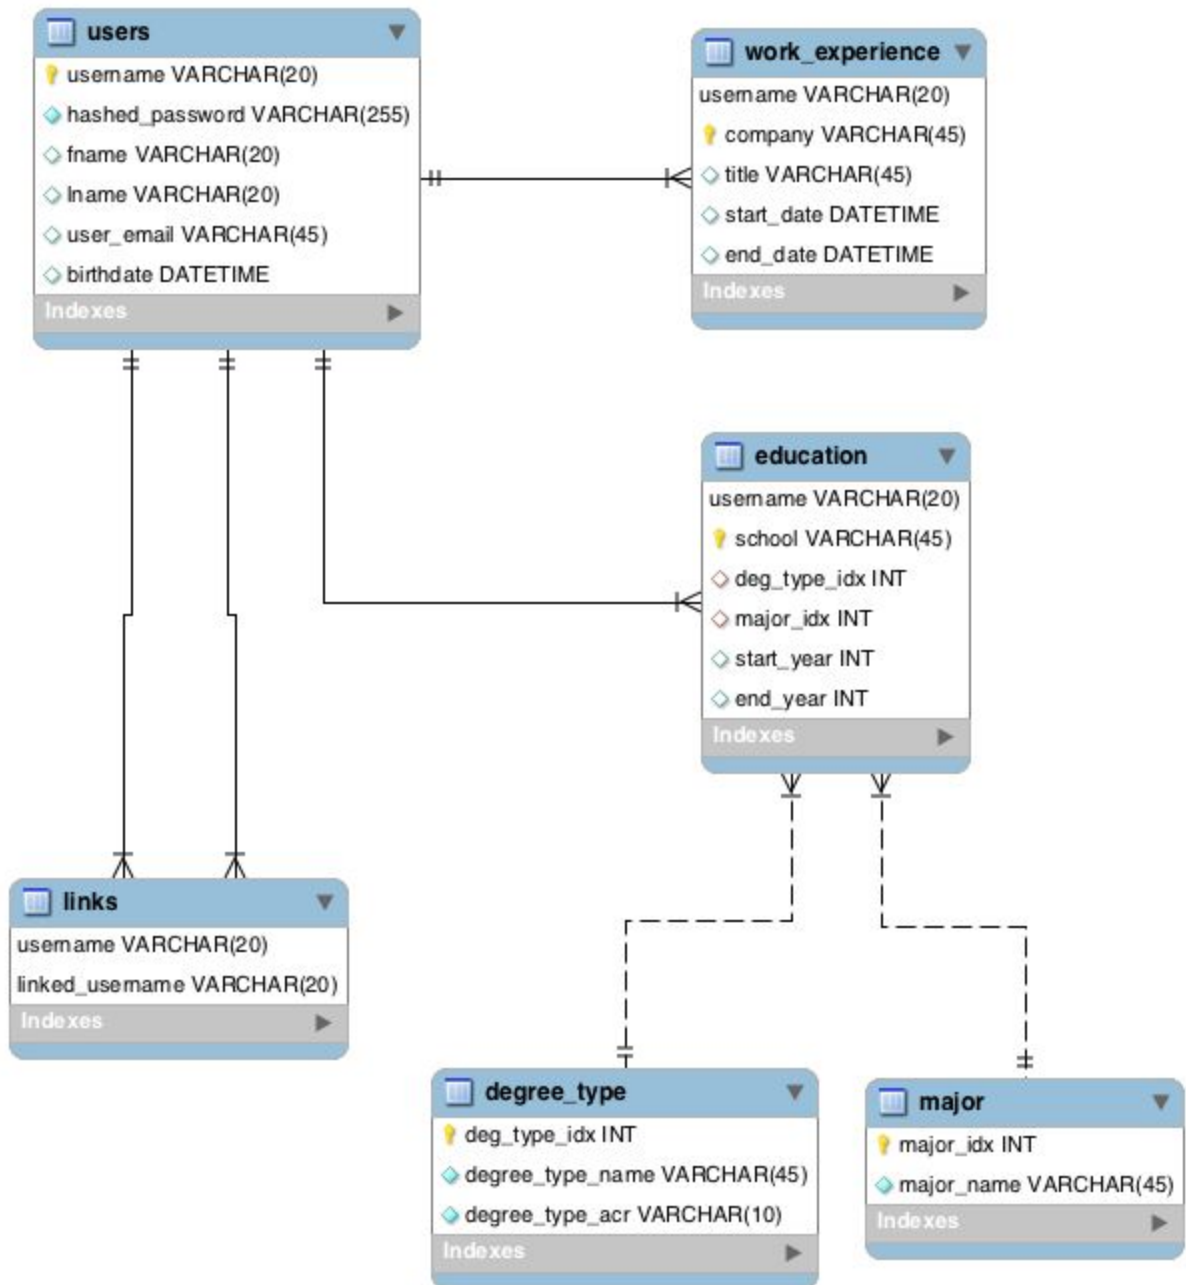 users
username VARCHAR(20)
hashed_password VARCHAR(255)
fname VARCHAR(20)
lname VARCHAR(20)
user_email VARCHAR(45)
birthdate DATETIME
Indexes
work_experience
username VARCHAR(20)
company VARCHAR(45)
title VARCHAR(45)
start_date DATETIME
end_date DATETIME
Indexes
education
username VARCHAR(20)
school VARCHAR(45)
deg_type_idx INT
major_idx INT
start_year INT
end_year INT
Indexes
links
username VARCHAR(20)
linked_username VARCHAR(20)
Indexes
degree_type
deg_type_idx INT
degree_type_name VARCHAR(45)
degree_type_acr VARCHAR(10)
Indexes
major
major_idx INT
major_name VARCHAR(45)
Indexes